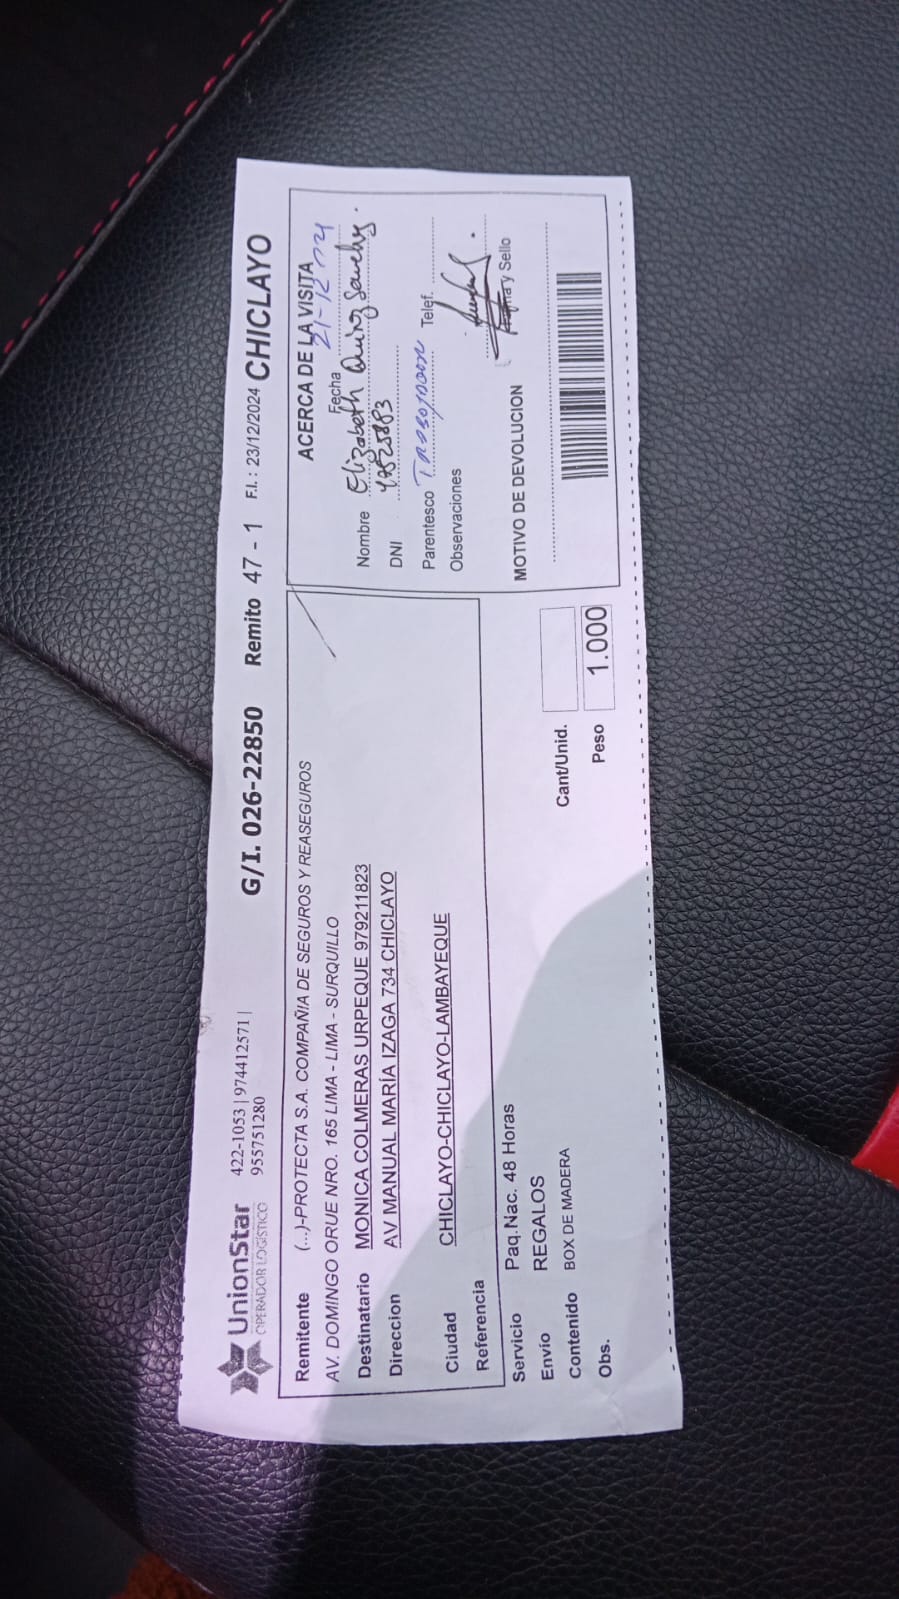 UnionStar
OPERADOR LOGÍSTICO
422-1053 | 974412571 |
955751280
G/I. 026-22850 Remito 47 - 1 F.I. : 23/12/2024 CHICLAYO
Remitente (...)-PROTECTA S.A. COMPAÑIA DE SEGUROS Y REASEGUROS
AV. DOMINGO ORUE NRO. 165 LIMA - LIMA - SURQUILLO
Destinatario MONICA COLMERAS URPEQUE 979211823
Direccion AV MANUAL MARÍA IZAGA 734 CHICLAYO
Ciudad CHICLAYO-CHICLAYO-LAMBAYEQUE
Referencia
Servicio Paq. Nac. 48 Horas
Envío REGALOS
Contenido BOX DE MADERA
Obs.
Cant/Unid.
Peso 1.000
ACERCA DE LA VISITA
Fecha
Nombre Elizabeth
DNI
Parentesco Telef.
Observaciones
Firma y Sello
MOTIVO DE DEVOLUCION